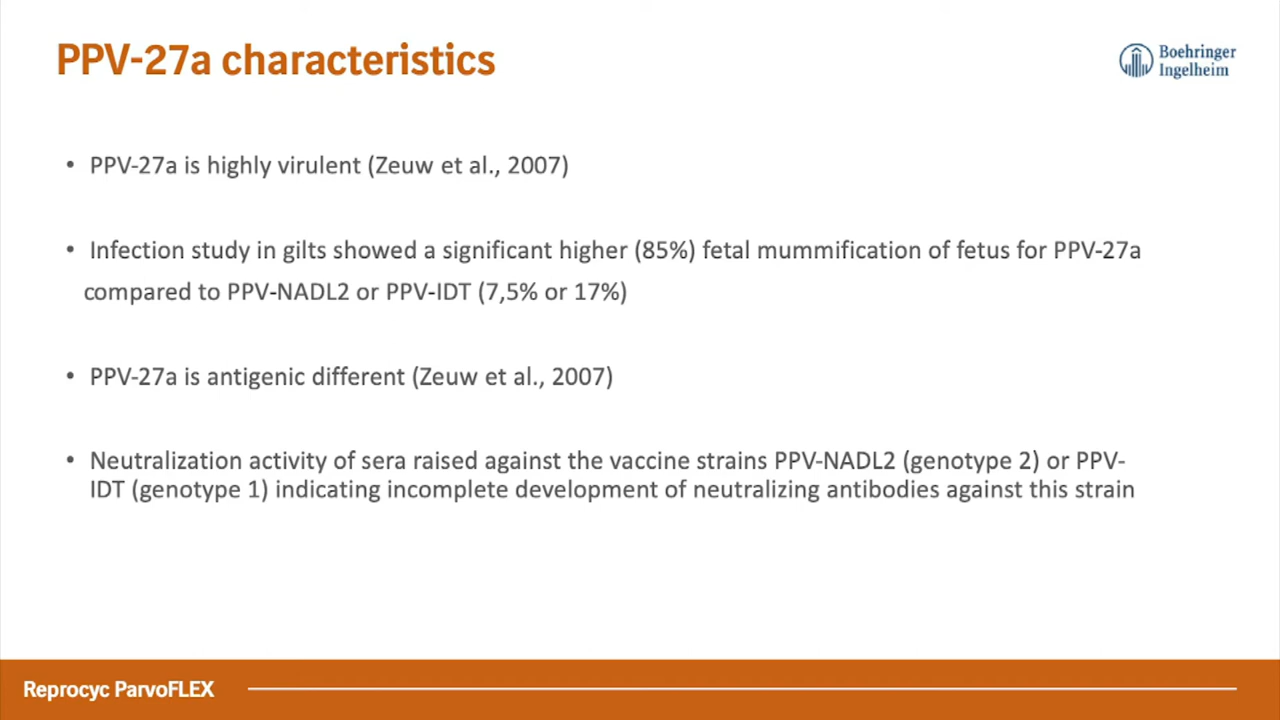 PPV-27a characteristics
Boehringer
Ingelheim
• PPV-27a is highly virulent (Zeuw et al., 2007)
• Infection study in gilts showed a significant higher (85%) fetal mummification of fetus for PPV-27a
compared to PPV-NADL2 or PPV-IDT (7,5% or 17%)
• PPV-27a is antigenic different (Zeuw et al., 2007)
• Neutralization activity of sera raised against the vaccine strains PPV-NADL2 (genotype 2) or PPV-
IDT (genotype 1) indicating incomplete development of neutralizing antibodies against this strain
Reprocyc ParvoFLEX